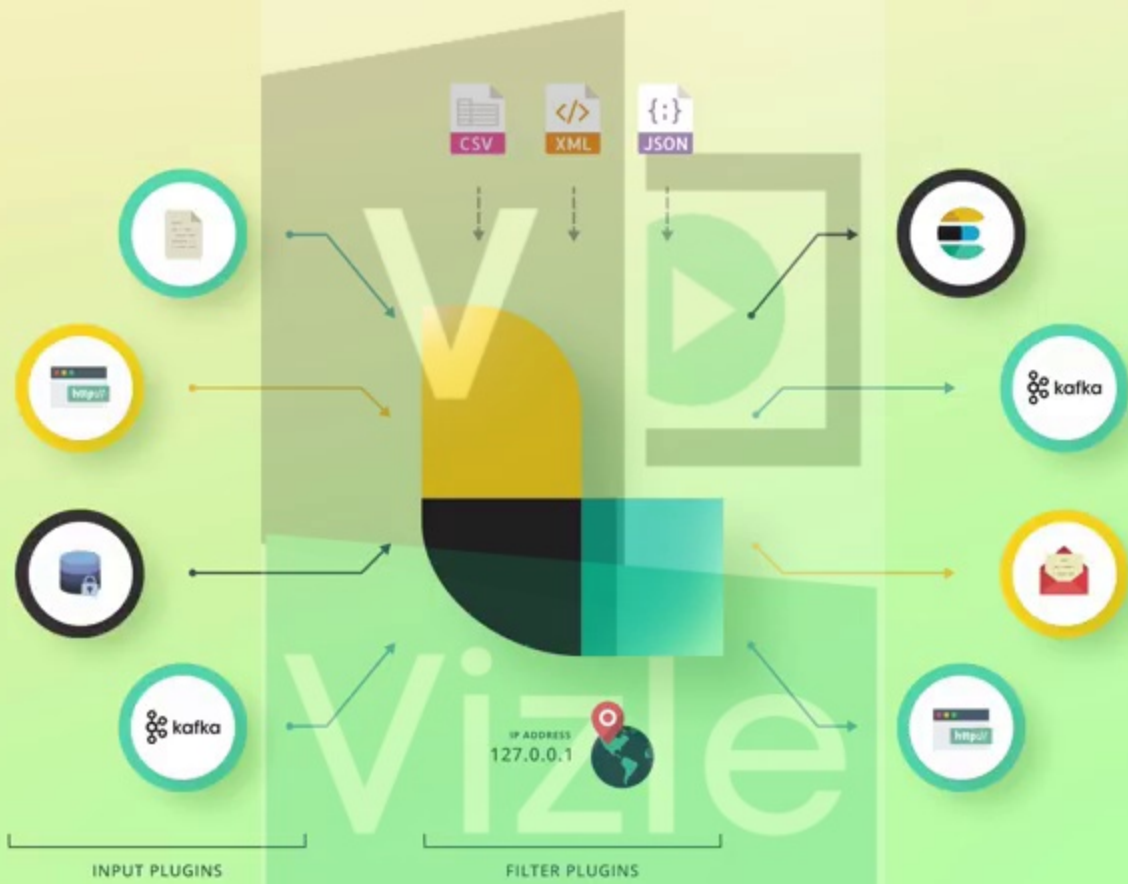 CSV
XML
JSON
V
http://
kafka
http://
kafka
IP ADDRESS
127.0.0.1
Vizle
INPUT PLUGINS
FILTER PLUGINS